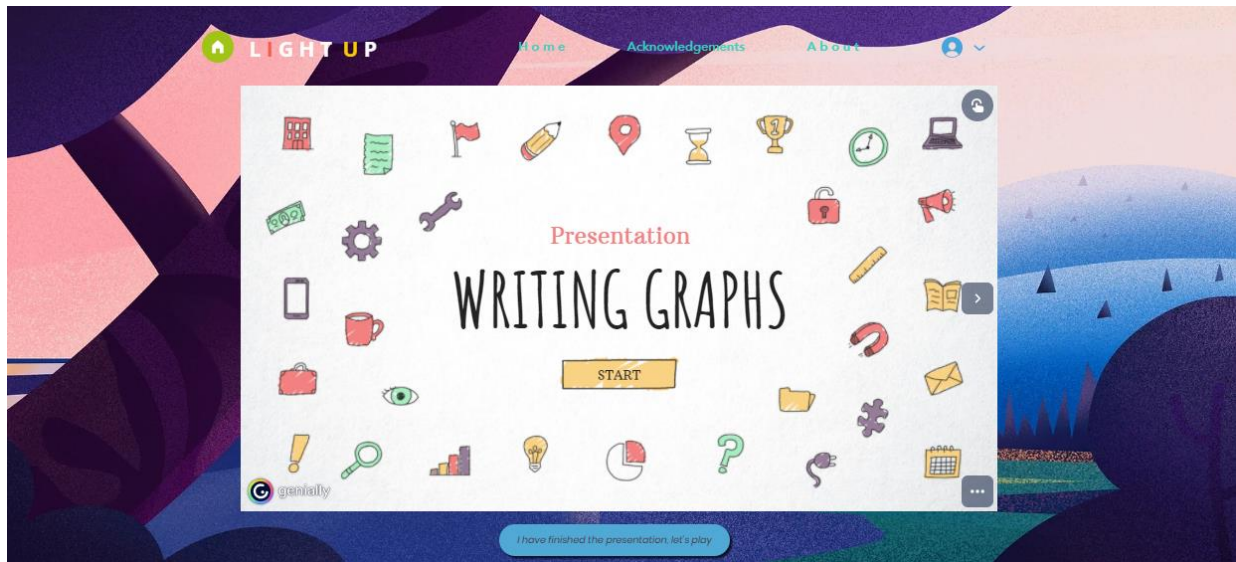 LIGHT UP
Home Acknowledgements About
Presentation
WRITING GRAPHS
START
genially
I have finished the presentation, let's play